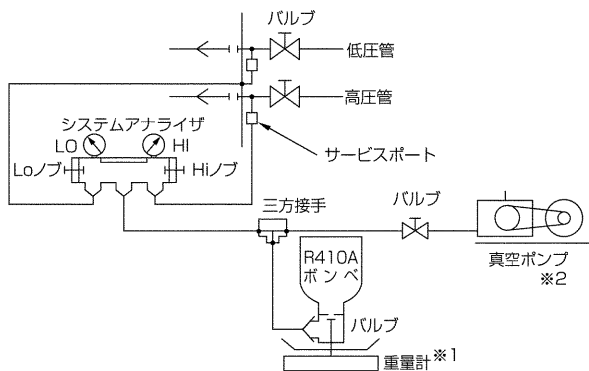 バルブ
低圧管
高圧管
システムアナライザ
LO
HI
サービスポート
Loノブ
Hiノブ
バルブ
三方接手
R410A
ボンベ
真空ポンプ
※2
バルブ
重量計※1